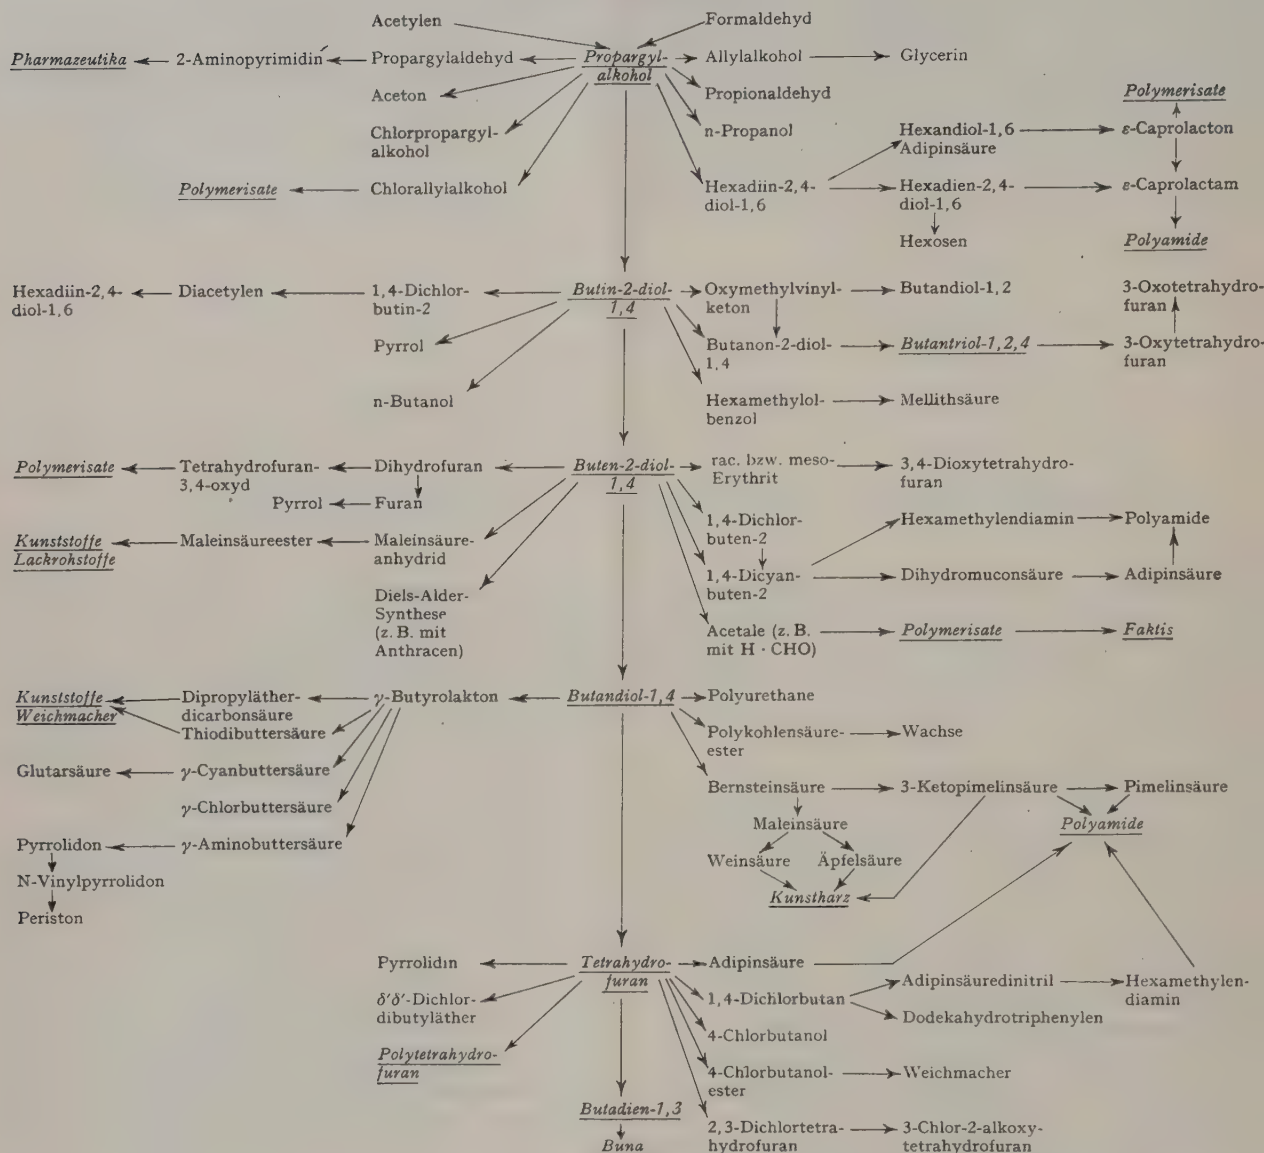 Acetylen Formaldehyd
Pharmazeutika 2-Aminopyrimidin Propargylaldehyd Propargyl- Allylalkohol Glycerin
alkohol
Aceton Propionaldehyd Polymerisate
Chlorpropargyl- n-Propanol Hexandiol-1,6 ε-Caprolacton
alkohol Adipinsäure
Polymerisate Chlorallylalkohol Hexadiin-2,4- Hexadien-2,4- ε-Caprolactam
diol-1,6 diol-1,6
Hexosen Polyamide
Hexadiin-2,4- Diacetylen 1,4-Dichlor- Butin-2-diol- Oxymethylvinyl- Butandiol-1,2 3-Oxotetrahydro-
diol-1,6 butin-2 1,4 keton furan
Pyrrol Butanon-2-diol- Butantriol-1,2,4 3-Oxytetrahydro-
1,4 furan
n-Butanol Hexamethylol- Mellithsäure
benzol
Polymerisate Tetrahydrofuran- Dihydrofuran Buten-2-diol- rac. bzw. meso- 3,4-Dioxytetrahydro-
3,4-oxyd 1,4 Erythrit furan
Pyrrol Furan
1,4-Dichlor- Hexamethylendiamin Polyamide
buten-2
Kunststoffe Maleinsäureester Maleinsäure-
Lackrohstoffe anhydrid
1,4-Dicyan- Dihydromuconsäure Adipinsäure
buten-2
Diels-Alder-
Synthese
(z. B. mit
Anthracen)
Acetale (z. B. Polymerisate Faktis
mit H · CHO)
Kunststoffe Dipropyläther- γ-Butyrolakton Butandiol-1,4 Polyurethane
Weichmacher dicarbonsäure
Thiodibuttersäure Polykohlensäure- Wachse
ester
Glutarsäure γ-Cyanbuttersäure
Bernsteinsäure 3-Ketopimelinsäure Pimelinsäure
γ-Chlorbuttersäure
Maleinsäure Polyamide
Pyrrolidon γ-Aminobuttersäure
Weinsäure Äpfelsäure
N-Vinylpyrrolidon
Kunstharz
Periston
Pyrrolidin Tetrahydro- Adipinsäure
furan
δ'δ'-Dichlor- 1,4-Dichlorbutan Adipinsäuredinitril Hexamethylen-
dibutyläther diamin
Dodekahydrotriphenylen
4-Chlorbutanol
Polytetrahydro-
furan
4-Chlorbutanol- Weichmacher
ester
Butadien-1,3
2,3-Dichlortetra- 3-Chlor-2-alkoxy-
hydrofuran tetrahydrofuran
Buna